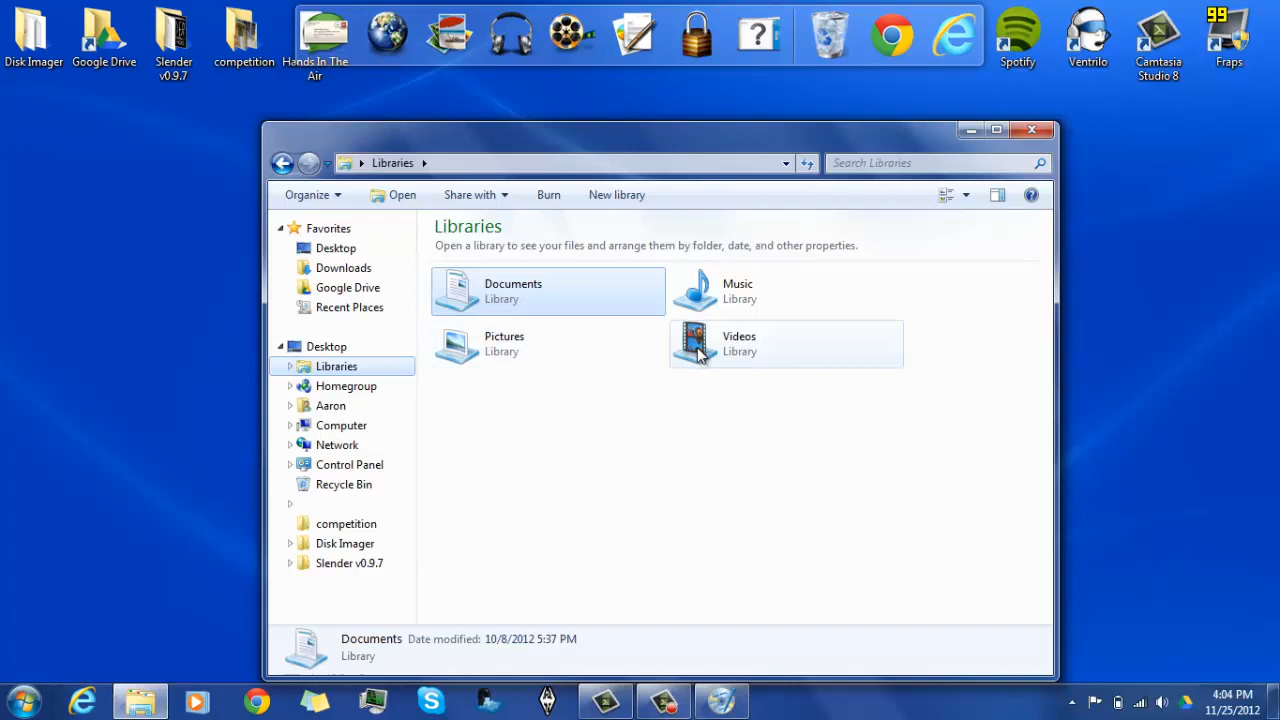 99
Disk Imager
Google Drive
Slender v0.9.7
competition
Hands In The Air
Spotify
Ventrilo
Camtasia Studio 8
Fraps
Libraries
Search Libraries
Organize
Open
Share with
Burn
New library
Favorites
Desktop
Downloads
Google Drive
Recent Places
Desktop
Libraries
Homegroup
Aaron
Computer
Network
Control Panel
Recycle Bin
competition
Disk Imager
Slender v0.9.7
Libraries
Open a library to see your files and arrange them by folder, date, and other properties.
Documents
Library
Music
Library
Pictures
Library
Videos
Library
Documents Date modified: 10/8/2012 5:37 PM
Library
4:04 PM
11/25/2012